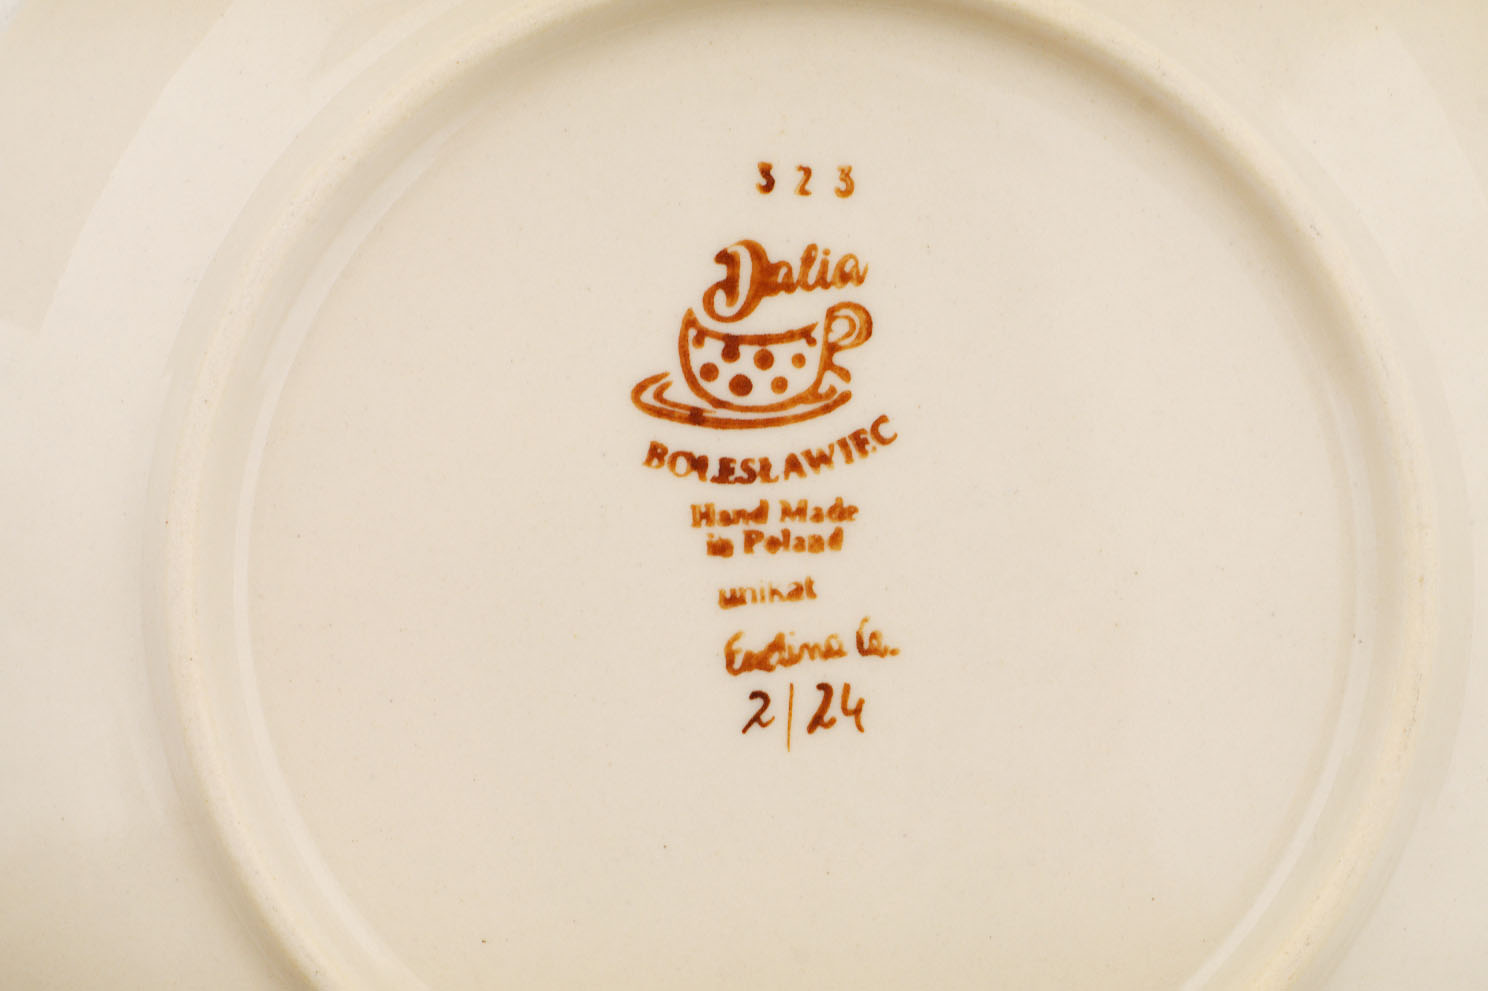 323
Dalia
BOLESŁAWIEC
Hand Made
in Poland
unikat
2/24